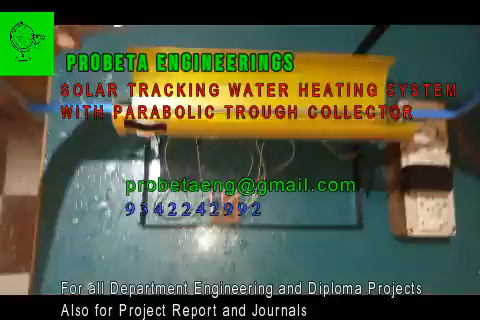 PROBETA ENGINEERINGS
SOLAR TRACKING WATER HEATING SYSTEM
WITH PARABOLIC TROUGH COLLECTOR
probetaeng@gmail.com
9342242992
For all Department Engineering and Diploma Projects
Also for Project Report and Journals